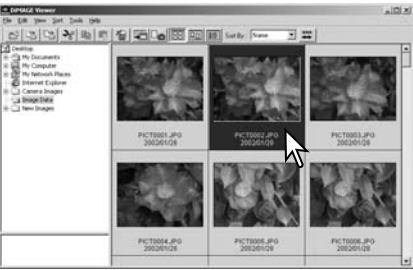 DiMAGE Viewer
File Edit View Sort Tools Help
Sort By: Name
Desktop
My Documents
My Computer
My Network Places
Internet Explorer
Camera Images
Image Data
New Images
PICT0001.JPG
2002/01/28
PICT0002.JPG
2002/01/28
PICT0003.JPG
2002/01/28
PICT0004.JPG
2002/01/28
PICT0005.JPG
2002/01/28
PICT0006.JPG
2002/01/28